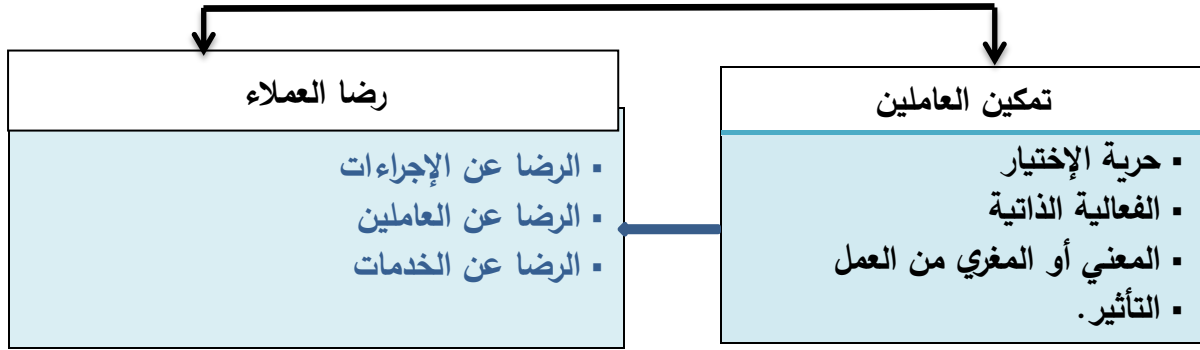 تمكين العاملين
▪ حرية الإختيار
▪ الفعالية الذاتية
▪ المعني أو المغري من العمل
▪ التأثير.
رضا العملاء
▪ الرضا عن الإجراءات
▪ الرضا عن العاملين
▪ الرضا عن الخدمات